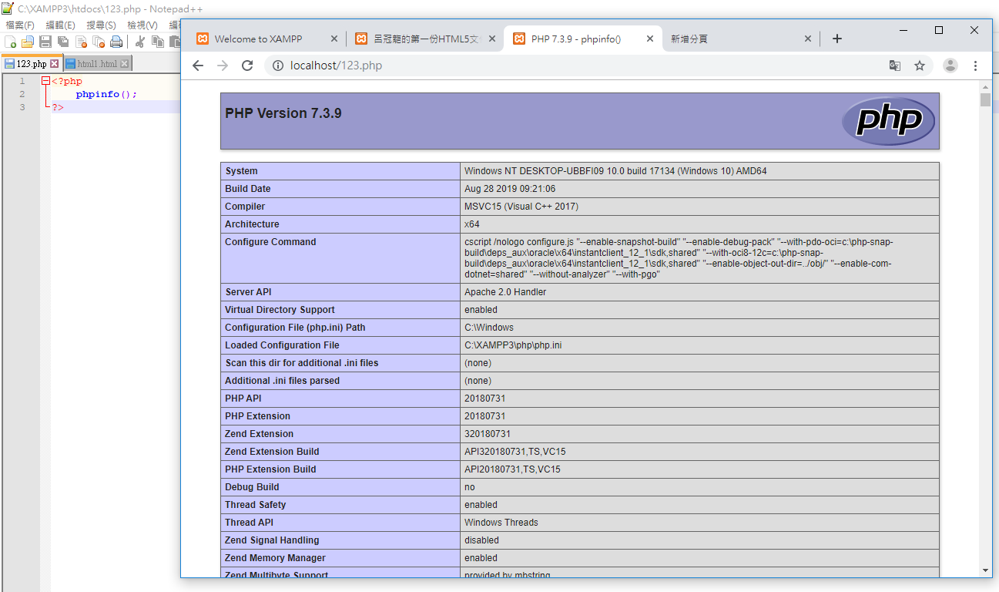 C:\XAMPP3\htdocs\123.php - Notepad++
檔案(F) 編輯(E) 搜尋(S) 檢視(V)
123.php html1.html
1 <?php
2 phpinfo();
3 ?>
Welcome to XAMPP
呂冠龍的第一份HTML5文
PHP 7.3.9 - phpinfo()
新增分頁
localhost/123.php
PHP Version 7.3.9
php
System Windows NT DESKTOP-UBBFI09 10.0 build 17134 (Windows 10) AMD64
Build Date Aug 28 2019 09:21:06
Compiler MSVC15 (Visual C++ 2017)
Architecture x64
Configure Command cscript /nologo configure.js "--enable-snapshot-build" "--enable-debug-pack" "--with-pdo-oci=c:\php-snap-
build\deps_aux\oracle\x64\instantclient_12_1\sdk,shared" "--with-oci8-12c=c:\php-snap-
build\deps_aux\oracle\x64\instantclient_12_1\sdk,shared" "--enable-object-out-dir=../obj/" "--enable-com-
dotnet=shared" "--without-analyzer" "--with-pgo"
Server API Apache 2.0 Handler
Virtual Directory Support enabled
Configuration File (php.ini) Path C:\Windows
Loaded Configuration File C:\XAMPP3\php\php.ini
Scan this dir for additional .ini files (none)
Additional .ini files parsed (none)
PHP API 20180731
PHP Extension 20180731
Zend Extension 320180731
Zend Extension Build API320180731,TS,VC15
PHP Extension Build API20180731,TS,VC15
Debug Build no
Thread Safety enabled
Thread API Windows Threads
Zend Signal Handling disabled
Zend Memory Manager enabled
Zend Multibyte Support provided by mbstring